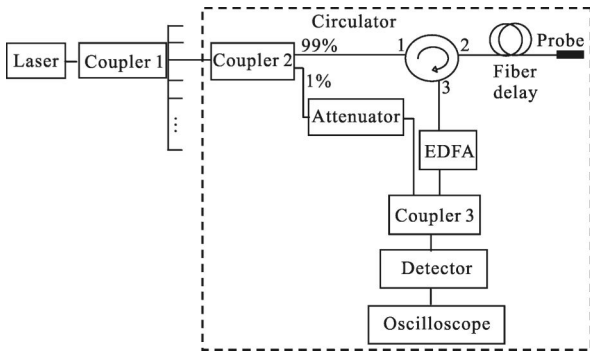 Circulator
Laser
Coupler 1
Coupler 2
99%
1%
1
2
3
Probe
Fiber
delay
Attenuator
EDFA
Coupler 3
Detector
Oscilloscope